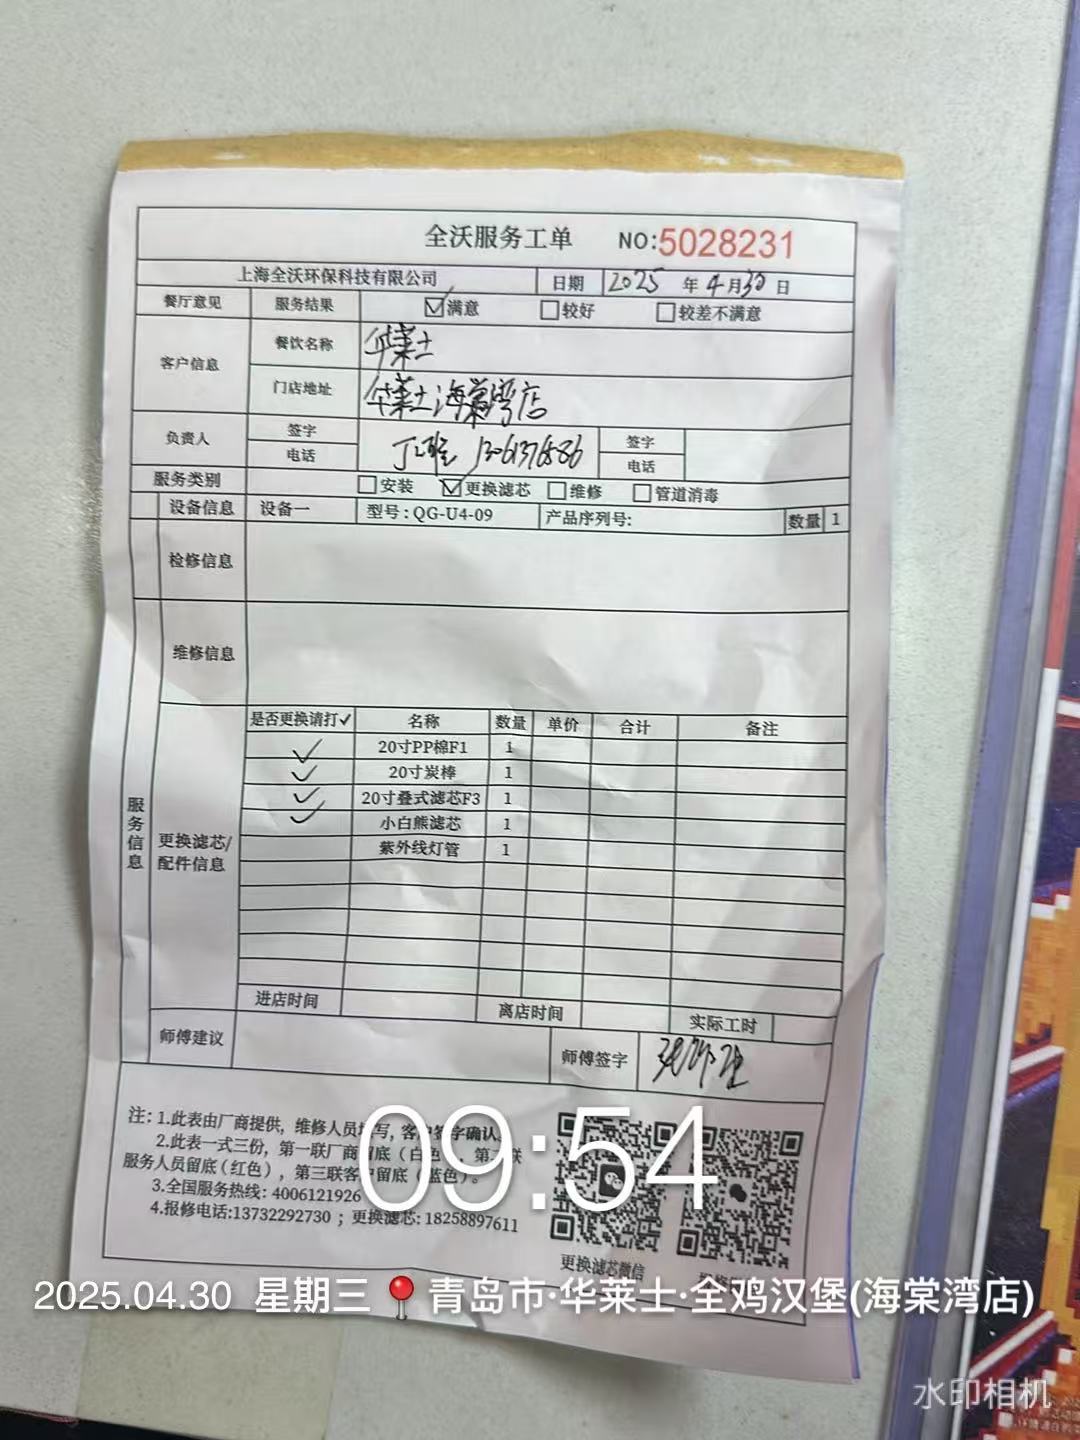 全沃服务工单 NO:5028231
上海全沃环保科技有限公司 日期 2025 年 4 月 30 日
餐厅意见 服务结果 ☑满意 □较好 □较差不满意
客户信息 餐饮名称 华莱士
门店地址 华莱士海棠湾店
负责人 签字 签字
电话 电话
服务类别 □安装 ☑更换滤芯 □维修 □管道消毒
设备信息 设备一 型号:QG-U4-09 产品序列号: 数量 1
检修信息
维修信息
服务信息
更换滤芯/
配件信息
是否更换请打✓ 名称 数量 单价 合计 备注
✓ 20寸PP棉F1 1
✓ 20寸炭棒 1
✓ 20寸叠式滤芯F3 1
✓ 小白熊滤芯 1
紫外线灯管 1
进店时间 离店时间 实际工时
师傅建议 师傅签字
注: 1.此表由厂商提供, 维修人员填写, 客户签字确认。
2.此表一式三份, 第一联厂商留底(白色), 第二联
服务人员留底(红色), 第三联客户留底(蓝色)。
3.全国服务热线: 4006121926
4.报修电话:13732292730 ; 更换滤芯: 18258897611
更换滤芯微信
09:54
2025.04.30 星期三 青岛市·华莱士·全鸡汉堡(海棠湾店)
水印相机